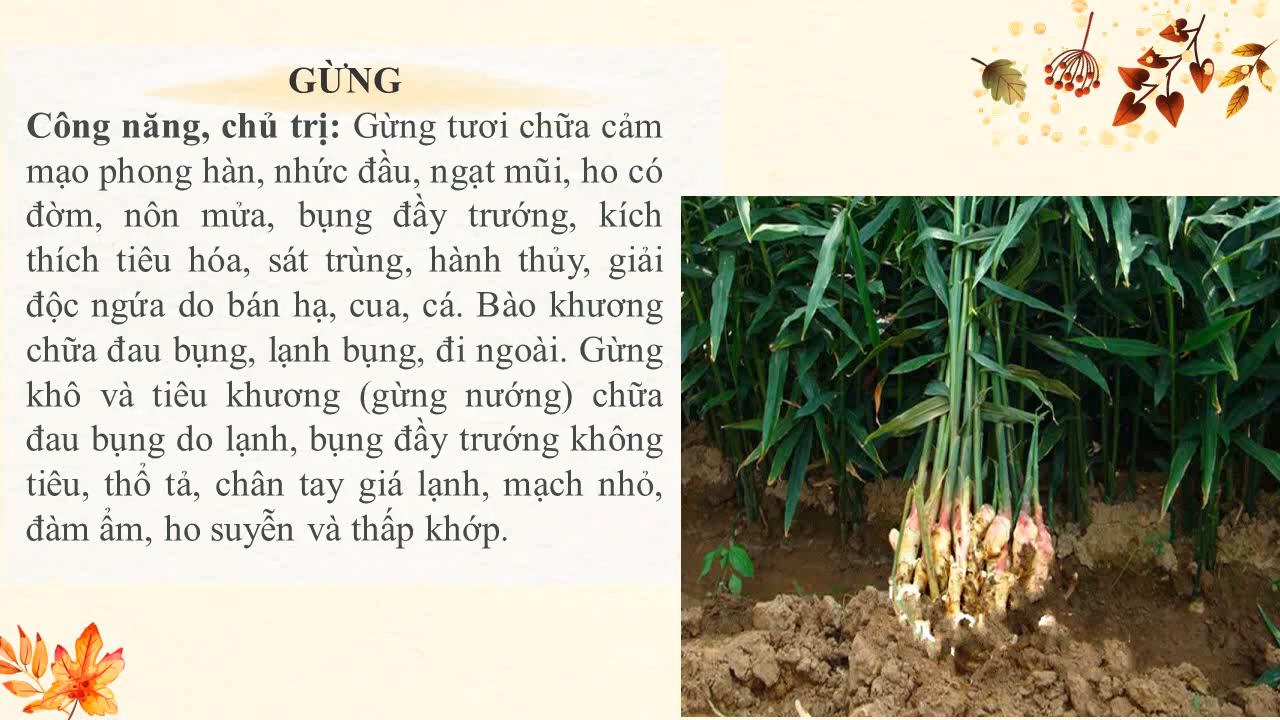 GỪNG
Công năng, chủ trị: Gừng tươi chữa cảm
mạo phong hàn, nhức đầu, ngạt mũi, ho có
đờm, nôn mửa, bụng đầy trướng, kích
thích tiêu hóa, sát trùng, hành thủy, giải
độc ngứa do bán hạ, cua, cá. Bào khương
chữa đau bụng, lạnh bụng, đi ngoài. Gừng
khô và tiêu khương (gừng nướng) chữa
đau bụng do lạnh, bụng đầy trướng không
tiêu, thổ tả, chân tay giá lạnh, mạch nhỏ,
đàm ẩm, ho suyễn và thấp khớp.